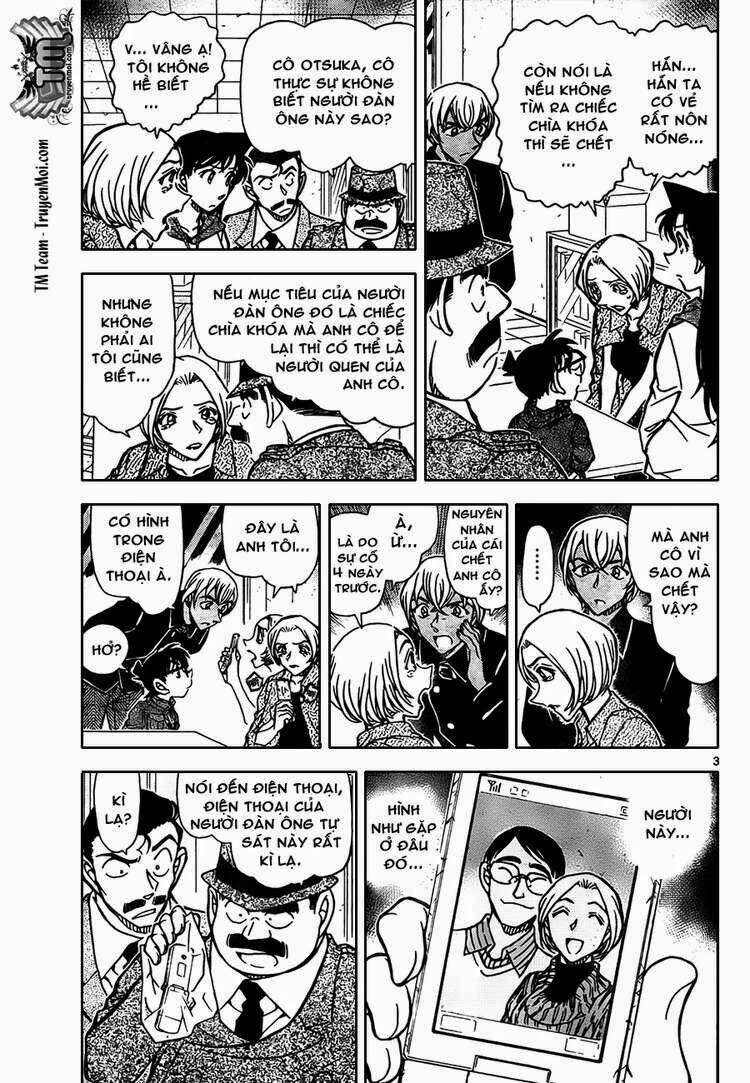 HẮN...
HẮN TA
CÓ VẺ
RẤT NÔN
NÓNG...
CÒN NÓI LÀ
NẾU KHÔNG
TÌM RA CHIẾC
CHÌA KHÓA
THÌ SẼ CHẾT
...
CÔ OTSUKA, CÔ
THỰC SỰ KHÔNG
BIẾT NGƯỜI ĐÀN
ÔNG NÀY SAO?
V... VÂNG Ạ!
TÔI KHÔNG
HỀ BIẾT
...
NẾU MỤC TIÊU CỦA NGƯỜI
ĐÀN ÔNG ĐÓ LÀ CHIẾC
CHÌA KHÓA MÀ ANH CÔ ĐỂ
LẠI THÌ CÓ THỂ LÀ
NGƯỜI QUEN CỦA
ANH CÔ.
NHƯNG
KHÔNG
PHẢI AI
TÔI CŨNG
BIẾT...
MÀ ANH
CÔ VÌ
SAO MÀ
CHẾT
VẬY?
......
NGUYÊN
NHÂN
CỦA CÁI
CHẾT
ANH CÔ
ẤY?
À,
Ừ...
LÀ DO
SỰ CỐ
4 NGÀY
TRƯỚC.
ĐÂY LÀ
ANH TÔI...
CÓ HÌNH
TRONG
ĐIỆN
THOẠI À.
HỞ?
3
NGƯỜI
NÀY...
HÌNH
NHƯ GẶP
Ở ĐÂU
ĐÓ...
NÓI ĐẾN ĐIỆN THOẠI,
ĐIỆN THOẠI CỦA
NGƯỜI ĐÀN ÔNG TỰ
SÁT NÀY RẤT
KÌ LẠ.
KÌ
LẠ?
TM
truyenmoi.com
TM Team - TruyenMoi.com